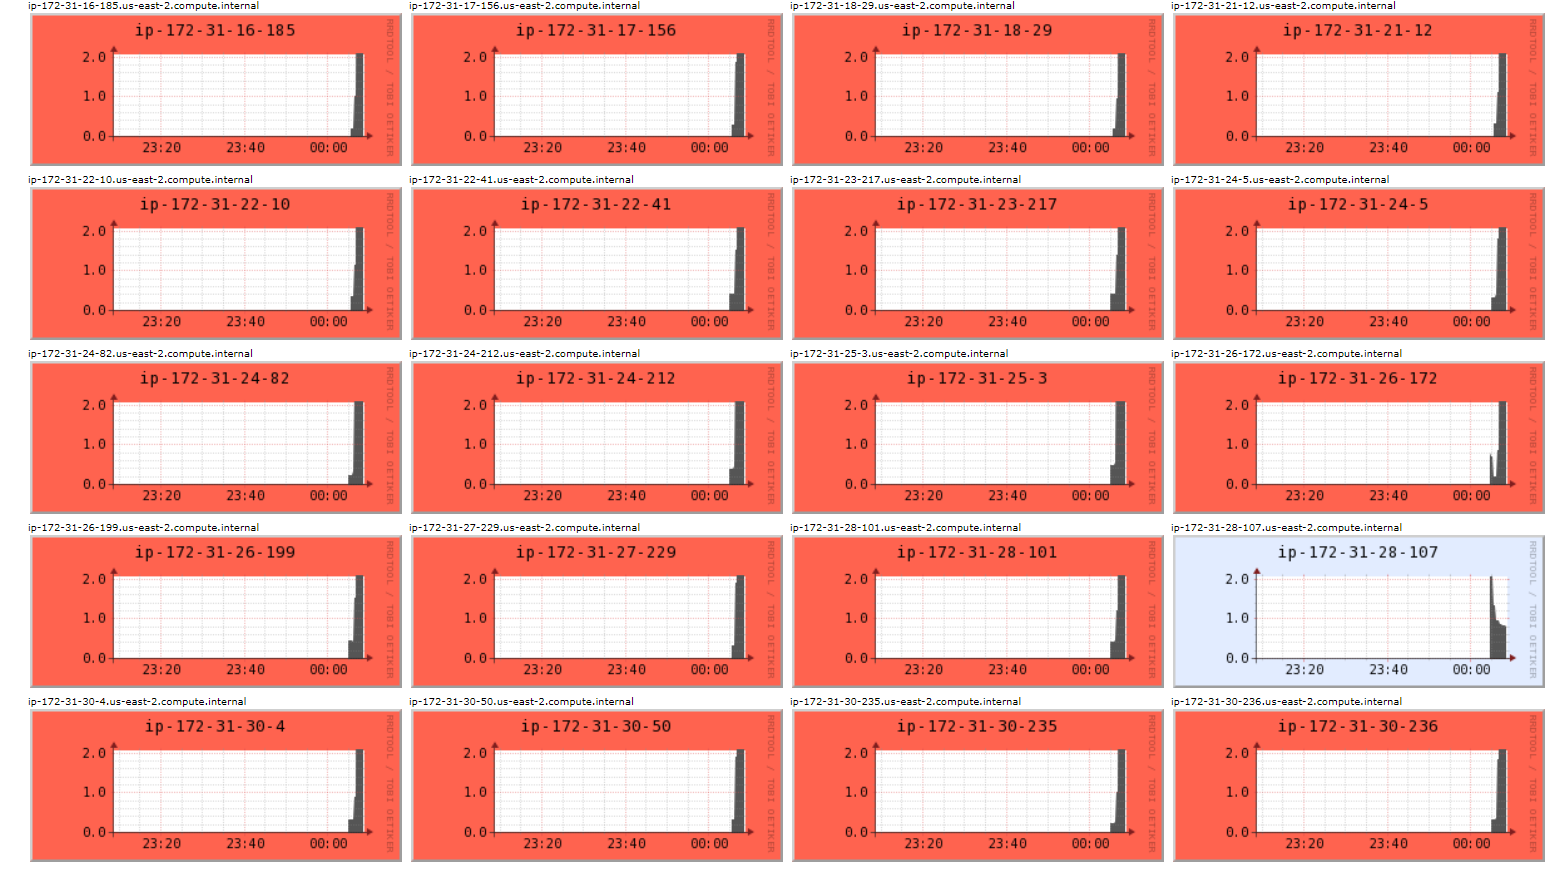 ip-172-31-16-185.us-east-2.compute.internal
ip-172-31-17-156.us-east-2.compute.internal
ip-172-31-18-29.us-east-2.compute.internal
ip-172-31-21-12.us-east-2.compute.internal
ip-172-31-16-185
2.0
1.0
0.0
23:20 23:40 00:00
RRDTOOL / TOBI OETIKER
ip-172-31-17-156
2.0
1.0
0.0
23:20 23:40 00:00
RRDTOOL / TOBI OETIKER
ip-172-31-18-29
2.0
1.0
0.0
23:20 23:40 00:00
RRDTOOL / TOBI OETIKER
ip-172-31-21-12
2.0
1.0
0.0
23:20 23:40 00:00
RRDTOOL / TOBI OETIKER
ip-172-31-22-10.us-east-2.compute.internal
ip-172-31-22-41.us-east-2.compute.internal
ip-172-31-23-217.us-east-2.compute.internal
ip-172-31-24-5.us-east-2.compute.internal
ip-172-31-22-10
2.0
1.0
0.0
23:20 23:40 00:00
RRDTOOL / TOBI OETIKER
ip-172-31-22-41
2.0
1.0
0.0
23:20 23:40 00:00
RRDTOOL / TOBI OETIKER
ip-172-31-23-217
2.0
1.0
0.0
23:20 23:40 00:00
RRDTOOL / TOBI OETIKER
ip-172-31-24-5
2.0
1.0
0.0
23:20 23:40 00:00
RRDTOOL / TOBI OETIKER
ip-172-31-24-82.us-east-2.compute.internal
ip-172-31-24-212.us-east-2.compute.internal
ip-172-31-25-3.us-east-2.compute.internal
ip-172-31-26-172.us-east-2.compute.internal
ip-172-31-24-82
2.0
1.0
0.0
23:20 23:40 00:00
RRDTOOL / TOBI OETIKER
ip-172-31-24-212
2.0
1.0
0.0
23:20 23:40 00:00
RRDTOOL / TOBI OETIKER
ip-172-31-25-3
2.0
1.0
0.0
23:20 23:40 00:00
RRDTOOL / TOBI OETIKER
ip-172-31-26-172
2.0
1.0
0.0
23:20 23:40 00:00
RRDTOOL / TOBI OETIKER
ip-172-31-26-199.us-east-2.compute.internal
ip-172-31-27-229.us-east-2.compute.internal
ip-172-31-28-101.us-east-2.compute.internal
ip-172-31-28-107.us-east-2.compute.internal
ip-172-31-26-199
2.0
1.0
0.0
23:20 23:40 00:00
RRDTOOL / TOBI OETIKER
ip-172-31-27-229
2.0
1.0
0.0
23:20 23:40 00:00
RRDTOOL / TOBI OETIKER
ip-172-31-28-101
2.0
1.0
0.0
23:20 23:40 00:00
RRDTOOL / TOBI OETIKER
ip-172-31-28-107
2.0
1.0
0.0
23:20 23:40 00:00
RRDTOOL / TOBI OETIKER
ip-172-31-30-4.us-east-2.compute.internal
ip-172-31-30-50.us-east-2.compute.internal
ip-172-31-30-235.us-east-2.compute.internal
ip-172-31-30-236.us-east-2.compute.internal
ip-172-31-30-4
2.0
1.0
0.0
23:20 23:40 00:00
RRDTOOL / TOBI OETIKER
ip-172-31-30-50
2.0
1.0
0.0
23:20 23:40 00:00
RRDTOOL / TOBI OETIKER
ip-172-31-30-235
2.0
1.0
0.0
23:20 23:40 00:00
RRDTOOL / TOBI OETIKER
ip-172-31-30-236
2.0
1.0
0.0
23:20 23:40 00:00
RRDTOOL / TOBI OETIKER